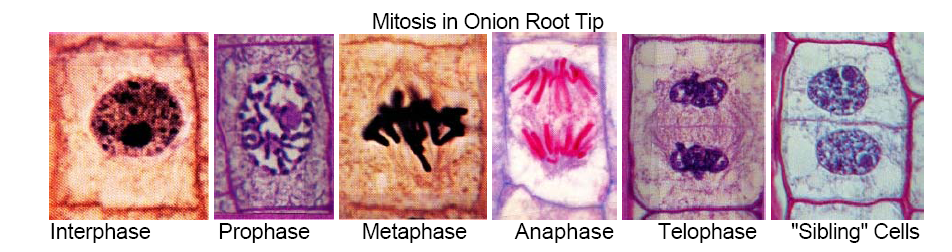 Mitosis in Onion Root Tip
Interphase Prophase Metaphase Anaphase Telophase "Sibling" Cells